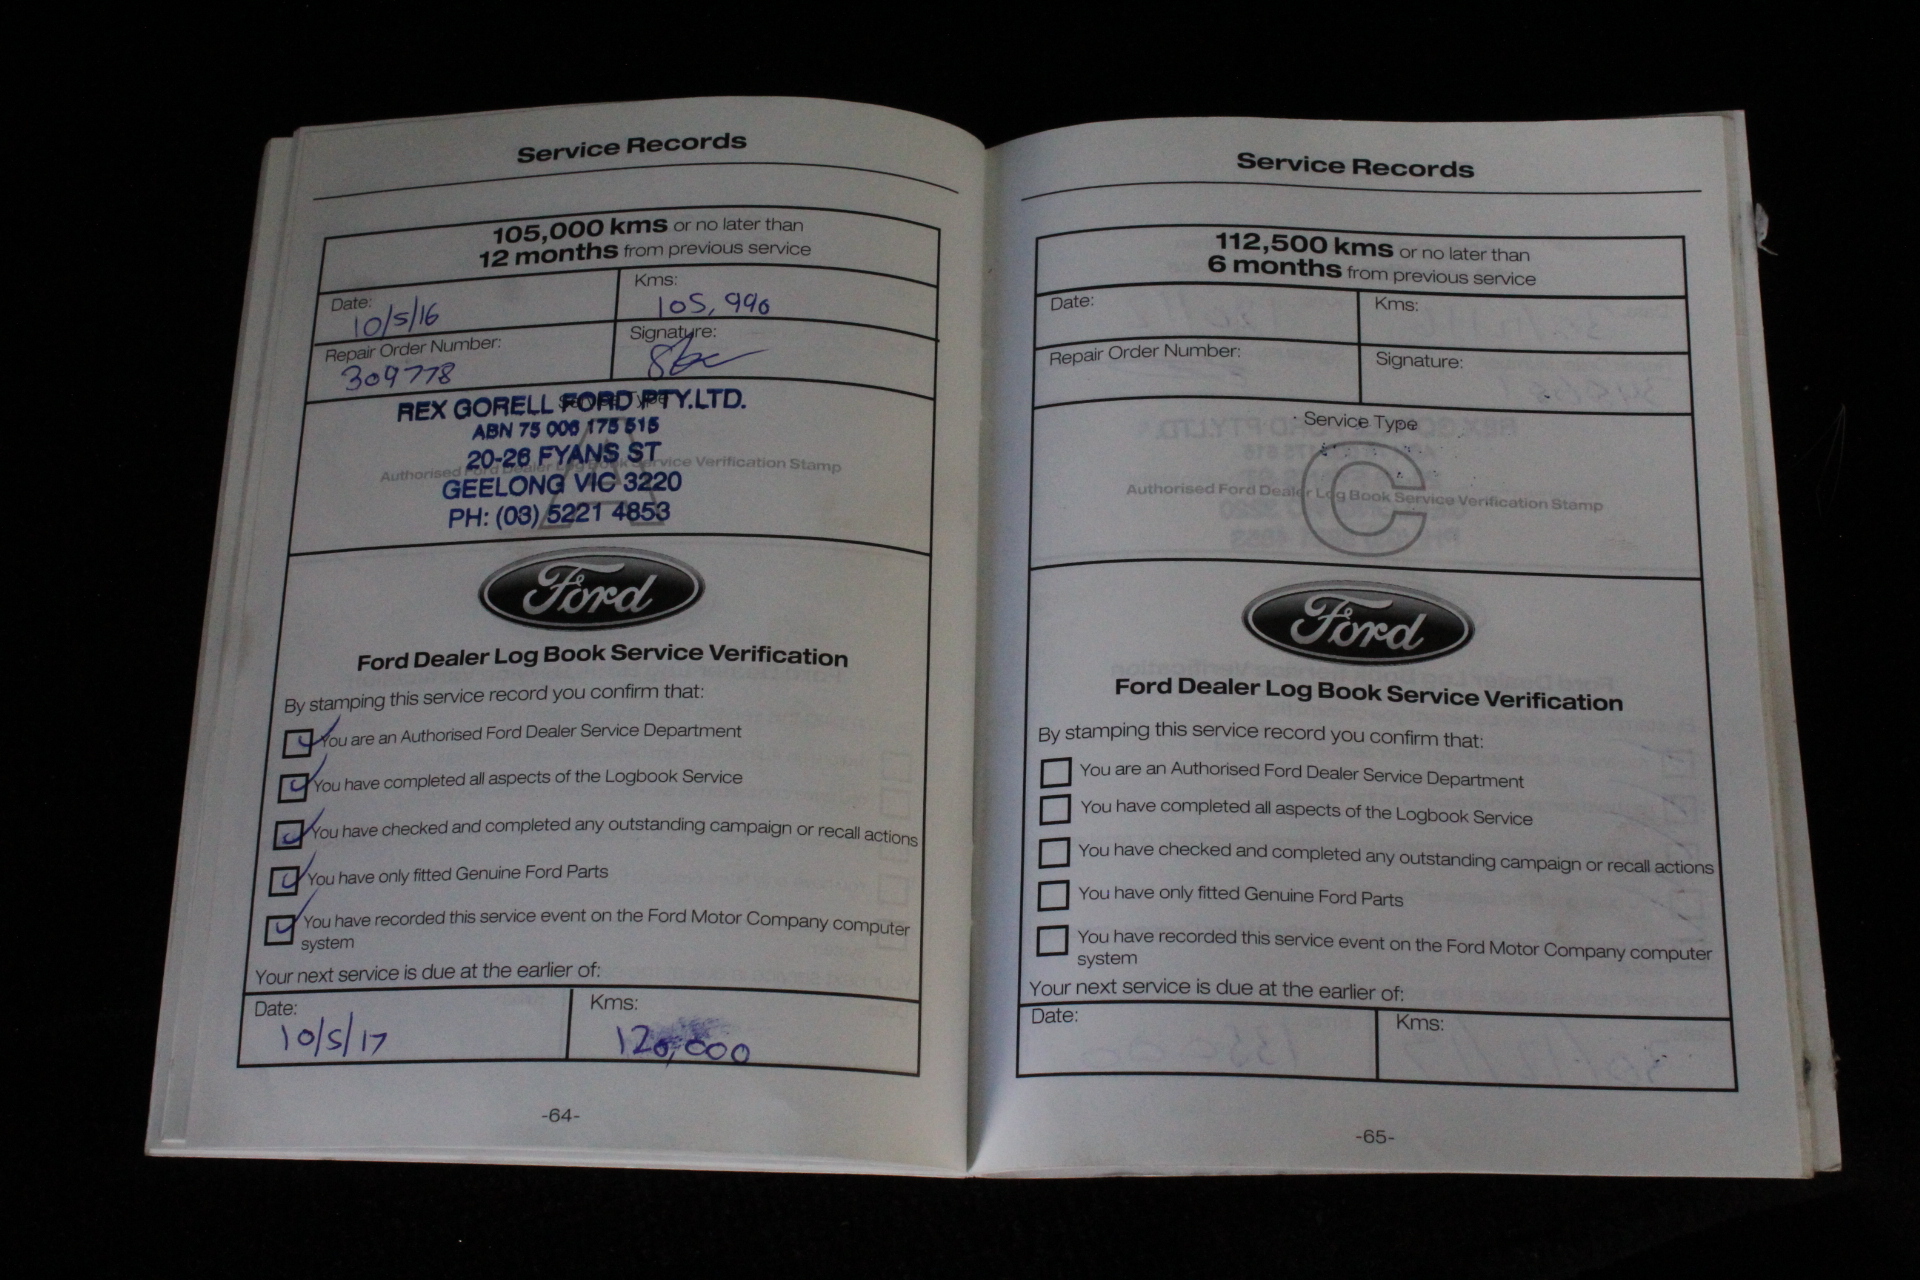 Service Records
105,000 kms or no later than
12 months from previous service
Date: 10/5/16
Kms: 105,990
Repair Order Number: 309778
Signature:
Service Type
A
Authorised Ford Dealer Log Book Service Verification Stamp
REX GORELL FORD PTY.LTD.
ABN 75 006 175 515
20-26 FYANS ST
GEELONG VIC 3220
PH: (03) 5221 4853
Ford
Ford Dealer Log Book Service Verification
By stamping this service record you confirm that:
You are an Authorised Ford Dealer Service Department
You have completed all aspects of the Logbook Service
You have checked and completed any outstanding campaign or recall actions
You have only fitted Genuine Ford Parts
You have recorded this service event on the Ford Motor Company computer
system
Your next service is due at the earlier of:
Date: 10/5/17
Kms: 120,000
-64-
Service Records
112,500 kms or no later than
6 months from previous service
Date:
Kms:
Repair Order Number:
Signature:
Service Type
C
Authorised Ford Dealer Log Book Service Verification Stamp
Ford
Ford Dealer Log Book Service Verification
By stamping this service record you confirm that:
You are an Authorised Ford Dealer Service Department
You have completed all aspects of the Logbook Service
You have checked and completed any outstanding campaign or recall actions
You have only fitted Genuine Ford Parts
You have recorded this service event on the Ford Motor Company computer
system
Your next service is due at the earlier of:
Date:
Kms:
-65-